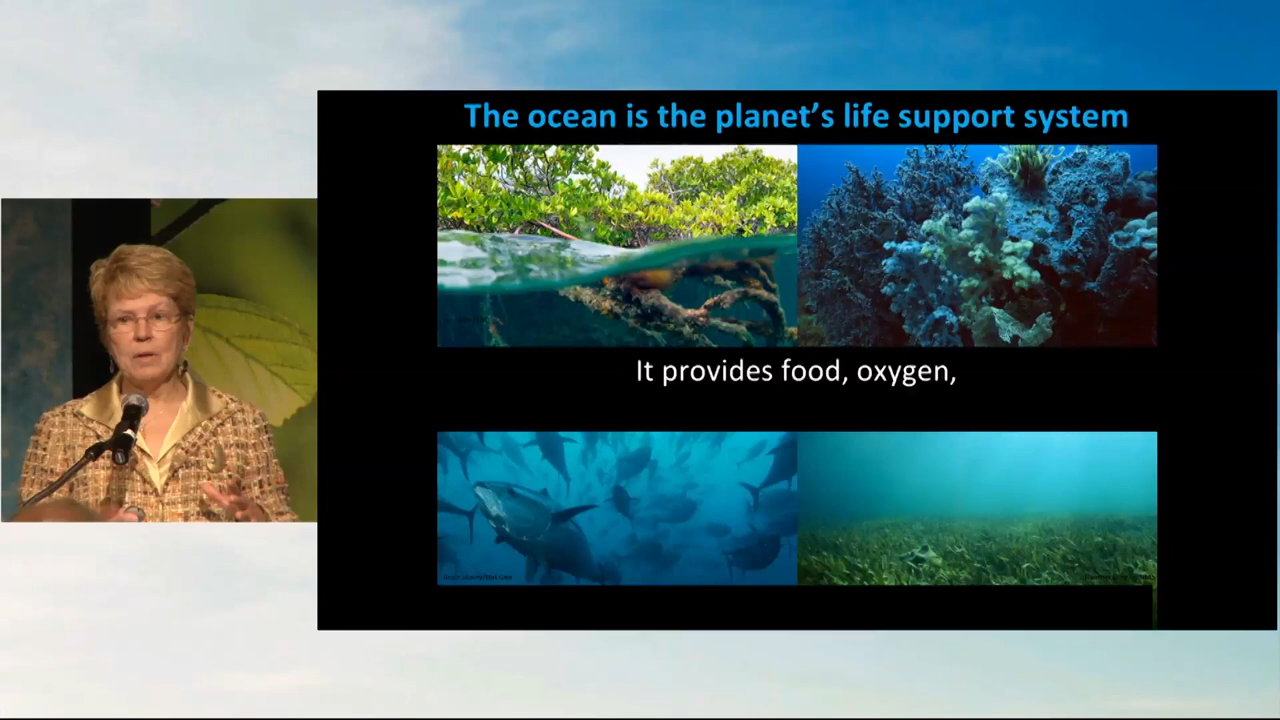 The ocean is the planet’s life support system
It provides food, oxygen,